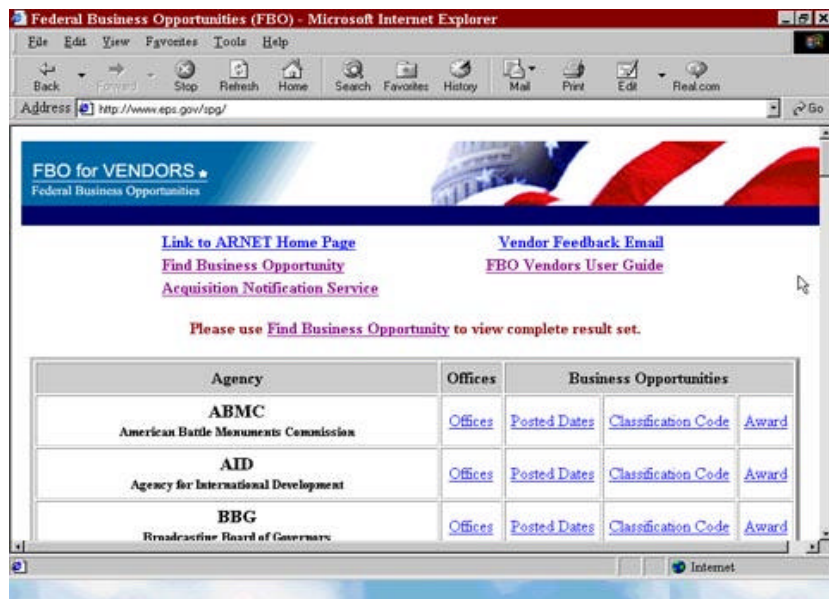 Federal Business Opportunities (FBO) - Microsoft Internet Explorer
File Edit View Favorites Tools Help
Back Forward Stop Refresh Home Search Favorites History Mail Print Edit Real.com
Address http://www.eps.gov/spg/ Go
FBO for VENDORS
Federal Business Opportunities
Link to ARNET Home Page Vendor Feedback Email
Find Business Opportunity FBO Vendors User Guide
Acquisition Notification Service
Please use Find Business Opportunity to view complete result set.
Agency Offices Business Opportunities
ABMC
American Battle Monuments Commission Offices Posted Dates Classification Code Award
AID
Agency for International Development Offices Posted Dates Classification Code Award
BBG
Broadcasting Board of Governors Offices Posted Dates Classification Code Award
Internet